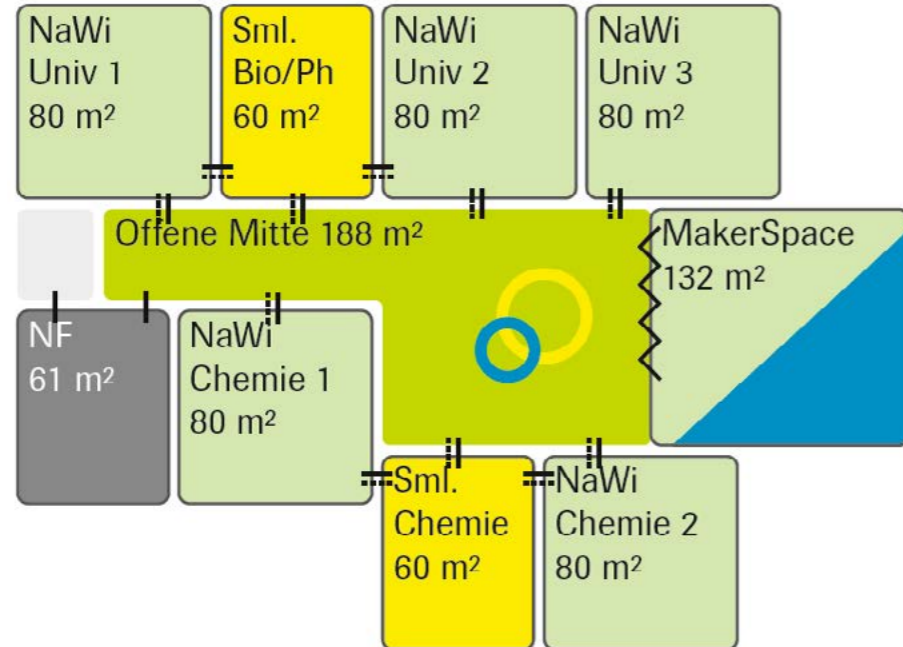 NaWi
Univ 1
80 m²
Sml.
Bio/Ph
60 m²
NaWi
Univ 2
80 m²
NaWi
Univ 3
80 m²
Offene Mitte 188 m²
MakerSpace
132 m²
NF
61 m²
NaWi
Chemie 1
80 m²
Sml.
Chemie
60 m²
NaWi
Chemie 2
80 m²